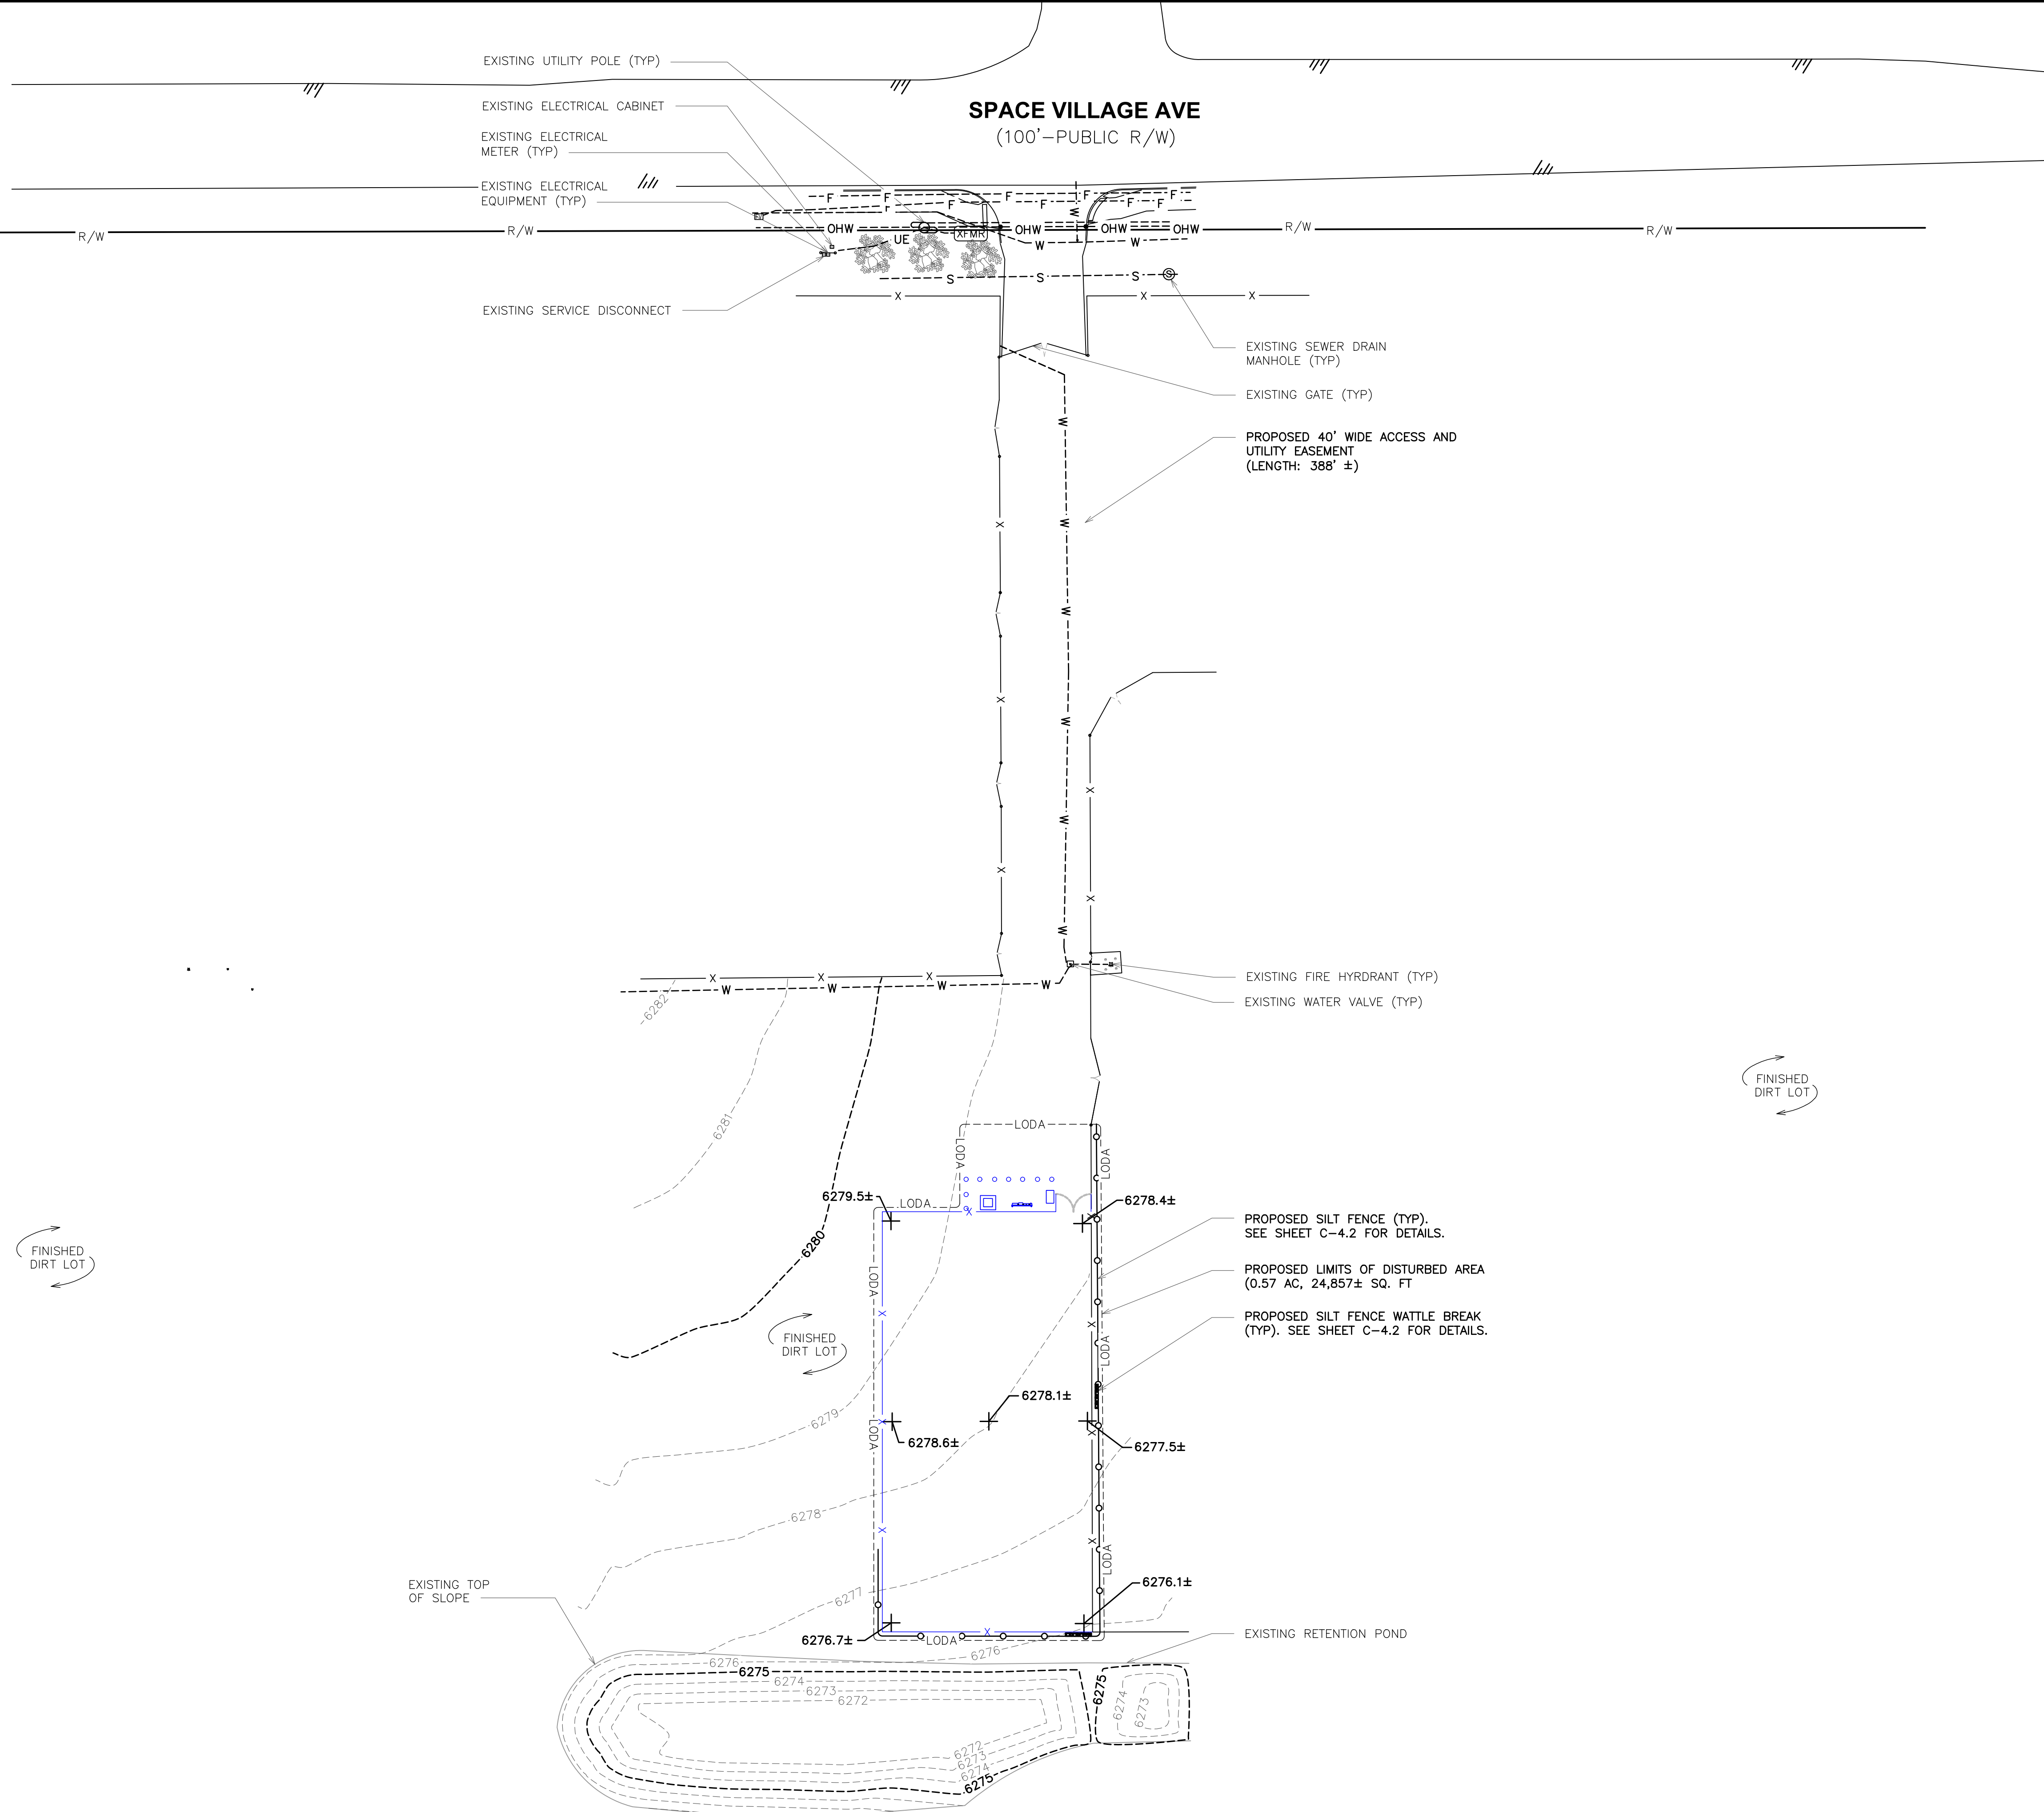 EXISTING UTILITY POLE (TYP)
EXISTING ELECTRICAL CABINET
SPACE VILLAGE AVE
(100'-PUBLIC R/W)
EXISTING ELECTRICAL
METER (TYP)
EXISTING ELECTRICAL
EQUIPMENT (TYP)
F F F F F
F F F F F
R/W R/W OHW XFMR OHW OHW OHW R/W R/W
UE W W W
S S S S
EXISTING SERVICE DISCONNECT
X X X
EXISTING SEWER DRAIN
MANHOLE (TYP)
EXISTING GATE (TYP)
PROPOSED 40' WIDE ACCESS AND
UTILITY EASEMENT
(LENGTH: 388' ±)
W
X W
W
X W
X
W
X X
W
X X X
W W W W
EXISTING FIRE HYRDRANT (TYP)
EXISTING WATER VALVE (TYP)
6282
FINISHED
DIRT LOT
6281
LODA
LODA LODA
6279.5±
LODA
6278.4±
X X
PROPOSED SILT FENCE (TYP).
SEE SHEET C-4.2 FOR DETAILS.
FINISHED
DIRT LOT
6280
LODA
PROPOSED LIMITS OF DISTURBED AREA
(0.57 AC, 24,857± SQ. FT
PROPOSED SILT FENCE WATTLE BREAK
(TYP). SEE SHEET C-4.2 FOR DETAILS.
FINISHED
DIRT LOT
X X
LODA
6278.1±
6279
LODA
X X
6278.6±
6277.5±
6278
X X
LODA
EXISTING TOP
OF SLOPE
6277
6276.1±
6276.7±
LODA
X
EXISTING RETENTION POND
6276
6276
6275
6274
6273
6272
6275
6274
6273
6272
6273
6274
6275